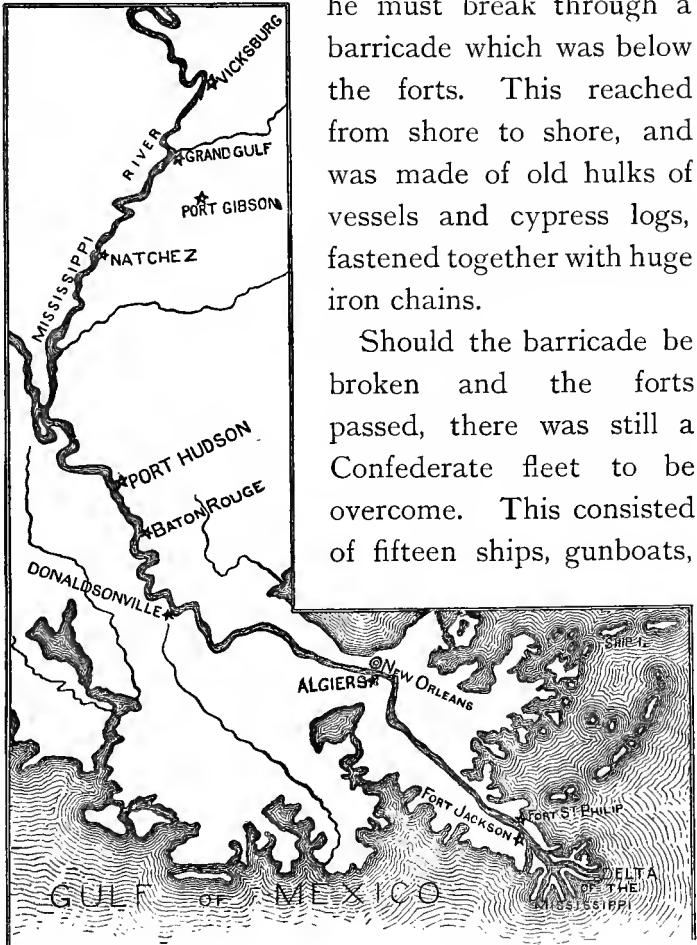 he must break through a
barricade which was below
the forts. This reached
from shore to shore, and
was made of old hulks of
vessels and cypress logs,
fastened together with huge
iron chains.
Should the barricade be
broken and the forts
passed, there was still a
Confederate fleet to be
overcome. This consisted
of fifteen ships, gunboats,
VICKSBURG
MISSISSIPPI RIVER
GRAND GULF
PORT GIBSON
NATCHEZ
PORT HUDSON
BATON ROUGE
DONALDSONVILLE
SHIP I.
NEW ORLEANS
ALGIERS
FORT JACKSON
FORT ST PHILIP
GULF OF MEXICO
DELTA
OF THE
MISSISSIPPI